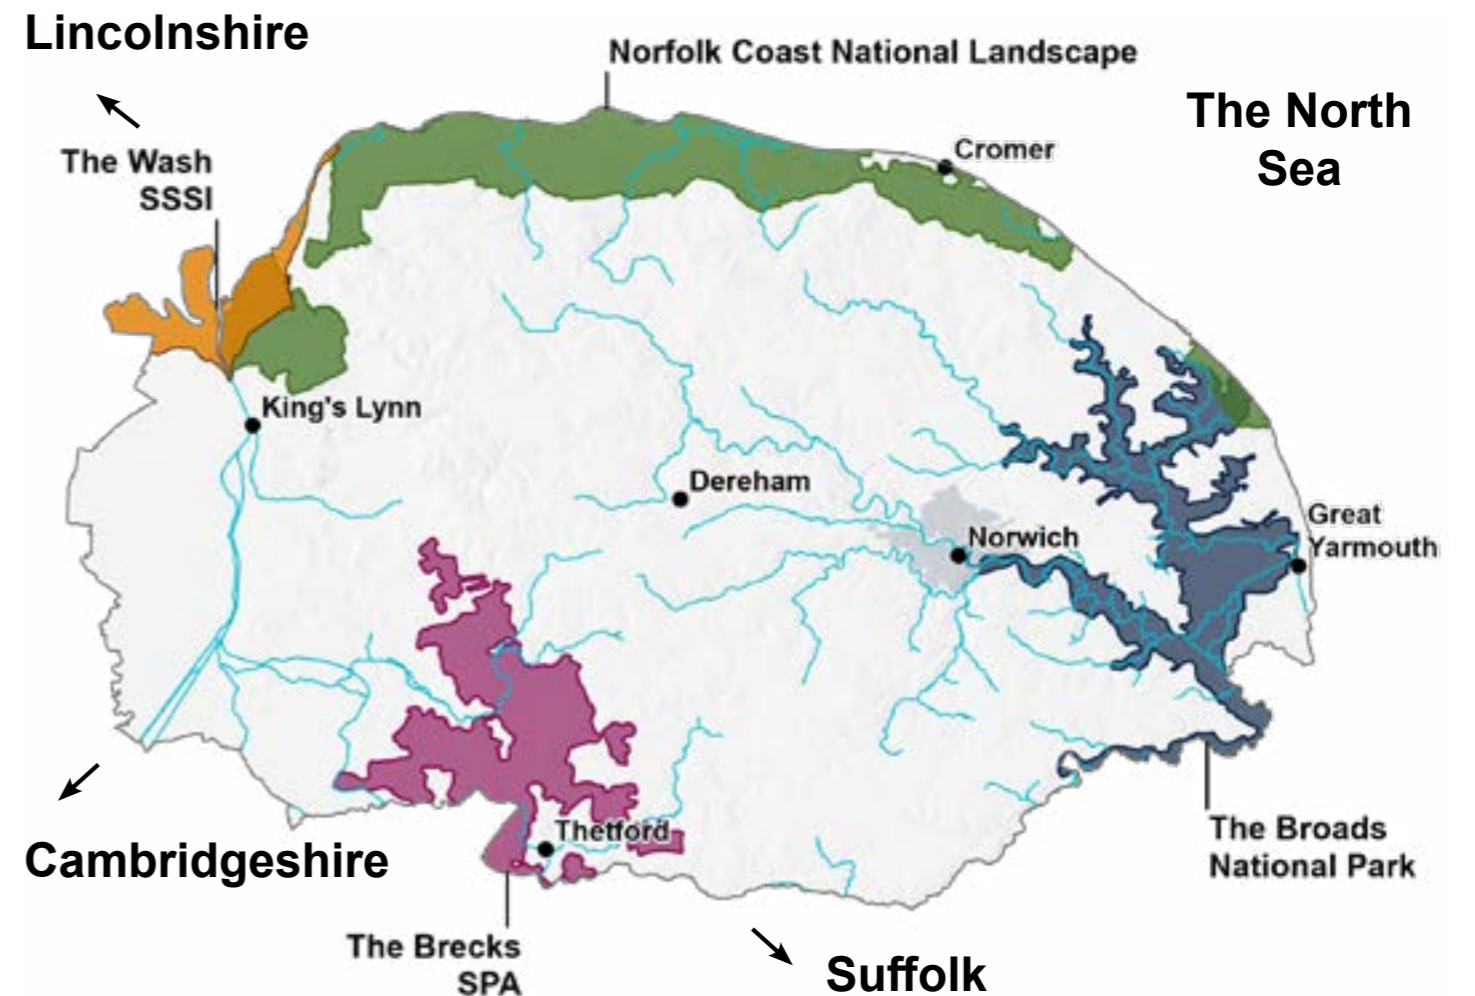 Lincolnshire
Norfolk Coast National Landscape
The North
Sea
Cromer
The Wash
SSSI
King's Lynn
Dereham
Great
Yarmouth
Norwich
The Broads
National Park
Thetford
Cambridgeshire
The Brecks
SPA
Suffolk